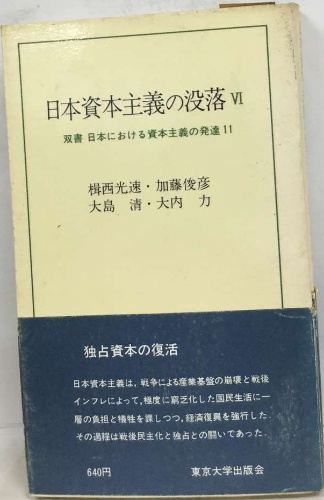 日本資本主義の没落 Ⅵ
双書 日本における資本主義の発達 11
楫西光速・加藤俊彦
大島 清・大内 力
独占資本の復活
日本資本主義は，戦争による産業基盤の崩壊と戦後
インフレによって，極度に窮乏化した国民生活に一
層の負担と犠牲を課しつつ，経済復興を強行した．
その過程は戦後民主化と独占との闘いであった．
640円
東京大学出版会